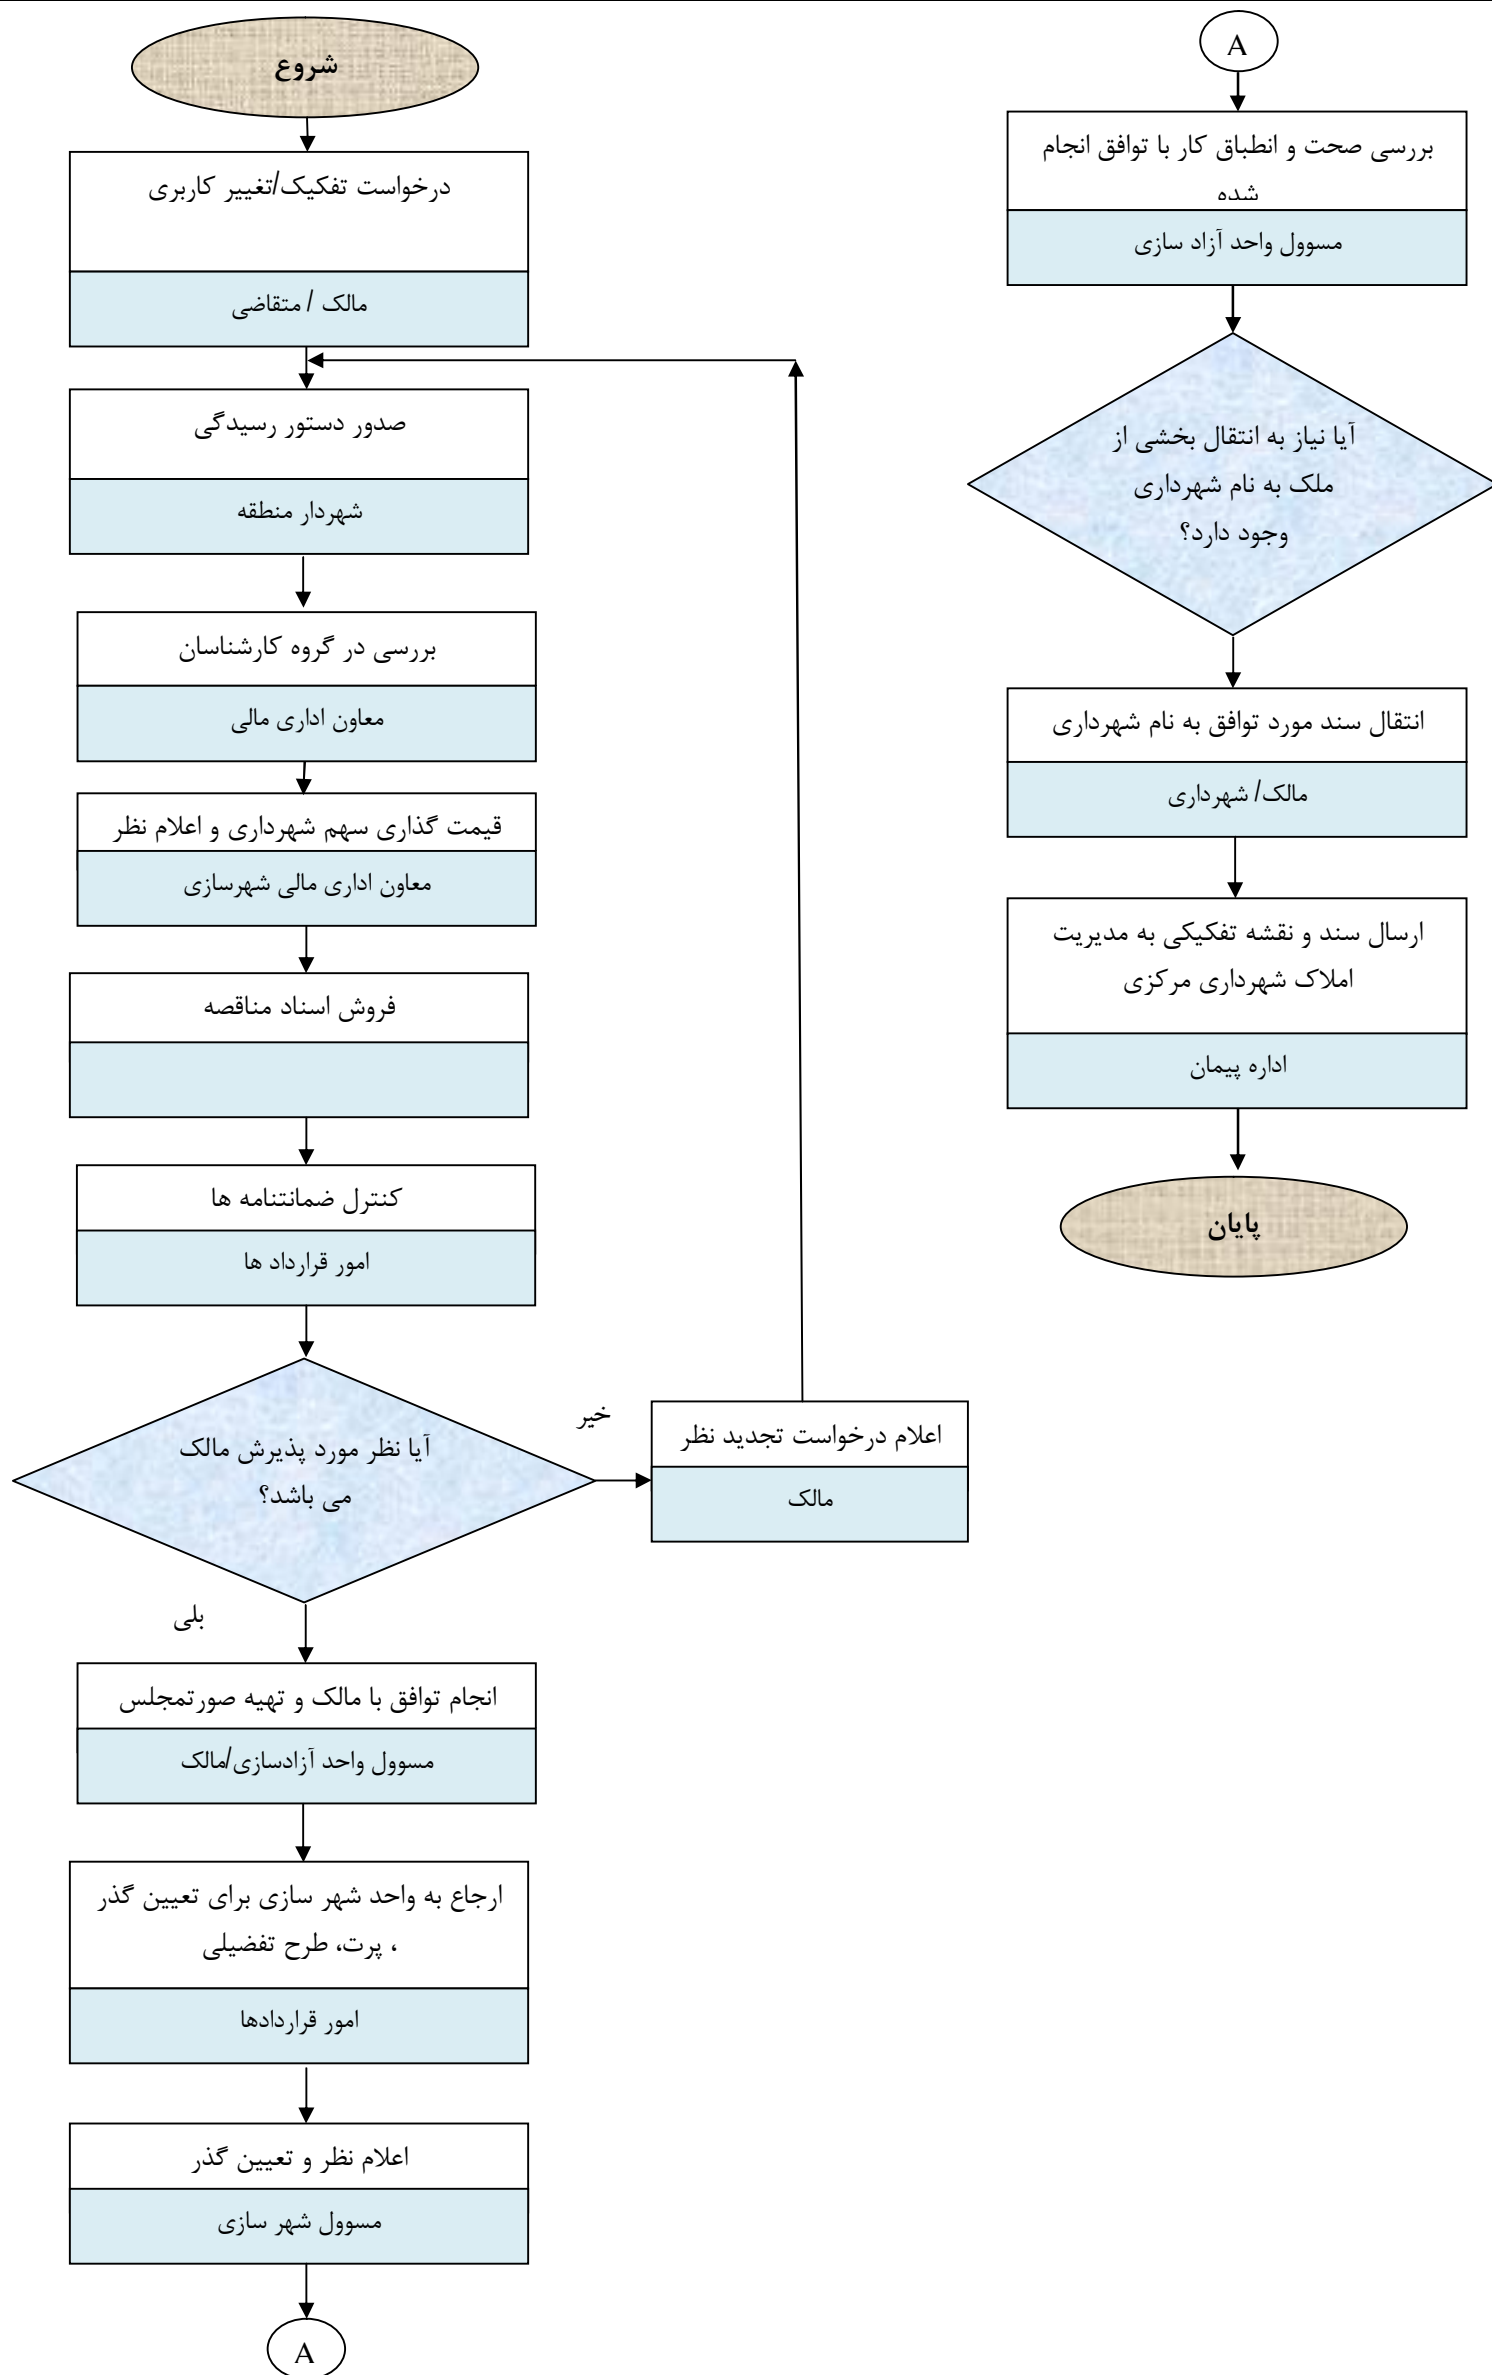 شروع
درخواست تفکیک/تغییر کاربری
مالک / متقاضی
صدور دستور رسیدگی
شهردار منطقه
بررسی در گروه کارشناسان
معاون اداری مالی
قیمت گذاری سهم شهرداری و اعلام نظر
معاون اداری مالی شهرسازی
فروش اسناد مناقصه
کنترل ضمانتنامه ها
امور قرارداد ها
آیا نظر مورد پذیرش مالک
می باشد؟
خیر
اعلام درخواست تجدید نظر
مالک
بلی
انجام توافق با مالک و تهیه صورتمجلس
مسوول واحد آزادسازی/مالک
ارجاع به واحد شهر سازی برای تعیین گذر
، پرت، طرح تفضیلی
امور قراردادها
اعلام نظر و تعیین گذر
مسوول شهر سازی
A
A
بررسی صحت و انطباق کار با توافق انجام
شده
مسوول واحد آزاد سازی
آیا نیاز به انتقال بخشی از
ملک به نام شهرداری
وجود دارد؟
انتقال سند مورد توافق به نام شهرداری
مالک/ شهرداری
ارسال سند و نقشه تفکیکی به مدیریت
املاک شهرداری مرکزی
اداره پیمان
پایان